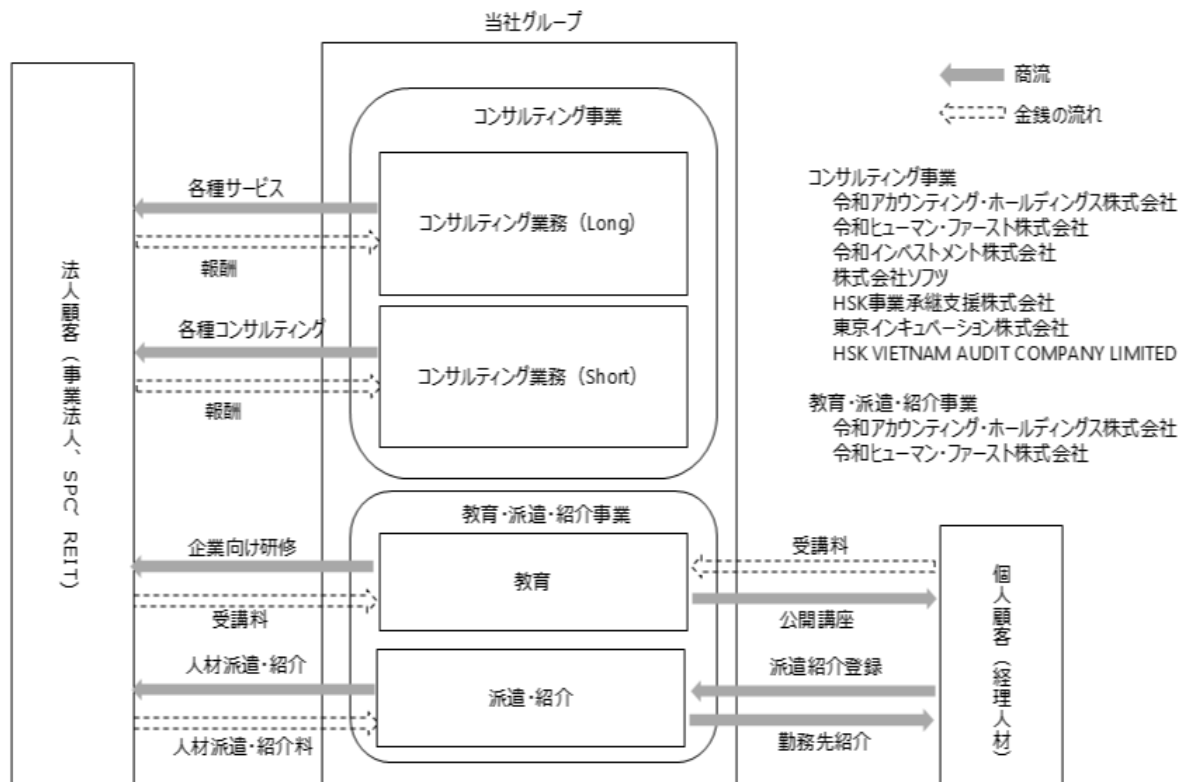 当社グループ
商流
金銭の流れ
コンサルティング事業
各種サービス
コンサルティング業務（Long）
報酬
各種コンサルティング
コンサルティング業務（Short）
報酬
法人顧客（事業法人、SPC、REIT）
コンサルティング事業
令和アカウンティング・ホールディングス株式会社
令和ヒューマン・ファースト株式会社
令和インベストメント株式会社
株式会社ソフツ
HSK事業承継支援株式会社
東京インキュベーション株式会社
HSK VIETNAM AUDIT COMPANY LIMITED
教育・派遣・紹介事業
令和アカウンティング・ホールディングス株式会社
令和ヒューマン・ファースト株式会社
教育・派遣・紹介事業
企業向け研修
教育
受講料
受講料
公開講座
人材派遣・紹介
派遣・紹介
人材派遣・紹介料
派遣紹介登録
勤務先紹介
個人顧客（経理人材）